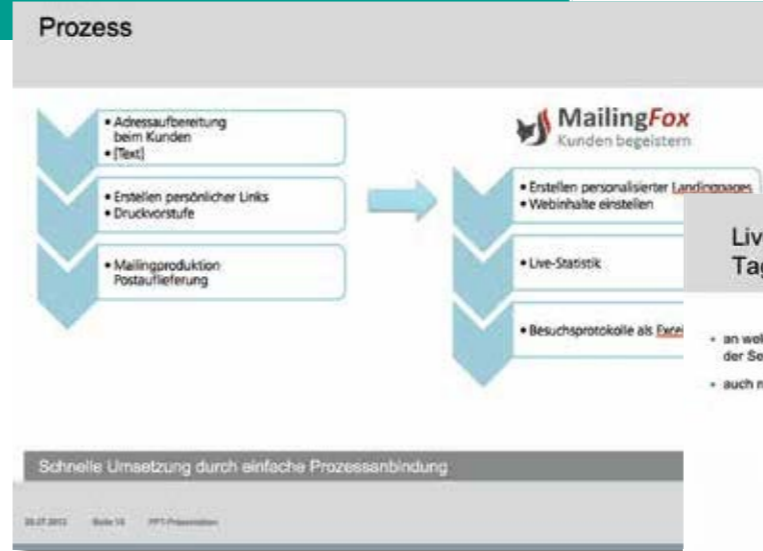 Prozess
• Adressaufbereitung
beim Kunden
• [Text]
• Erstellen persönlicher Links
• Druckvorstufe
• Mailingproduktion
Postauflieferung
MailingFox
Kunden begeistern
• Erstellen personalisierter Landingpages
• Webinhalte einstellen
• Live-Statistik
• Besuchsprotokolle als Excel
Liv
Tag
• an wel
der Se
• auch n
Schnelle Umsetzung durch einfache Prozessanbindung
PPT-Präsentation